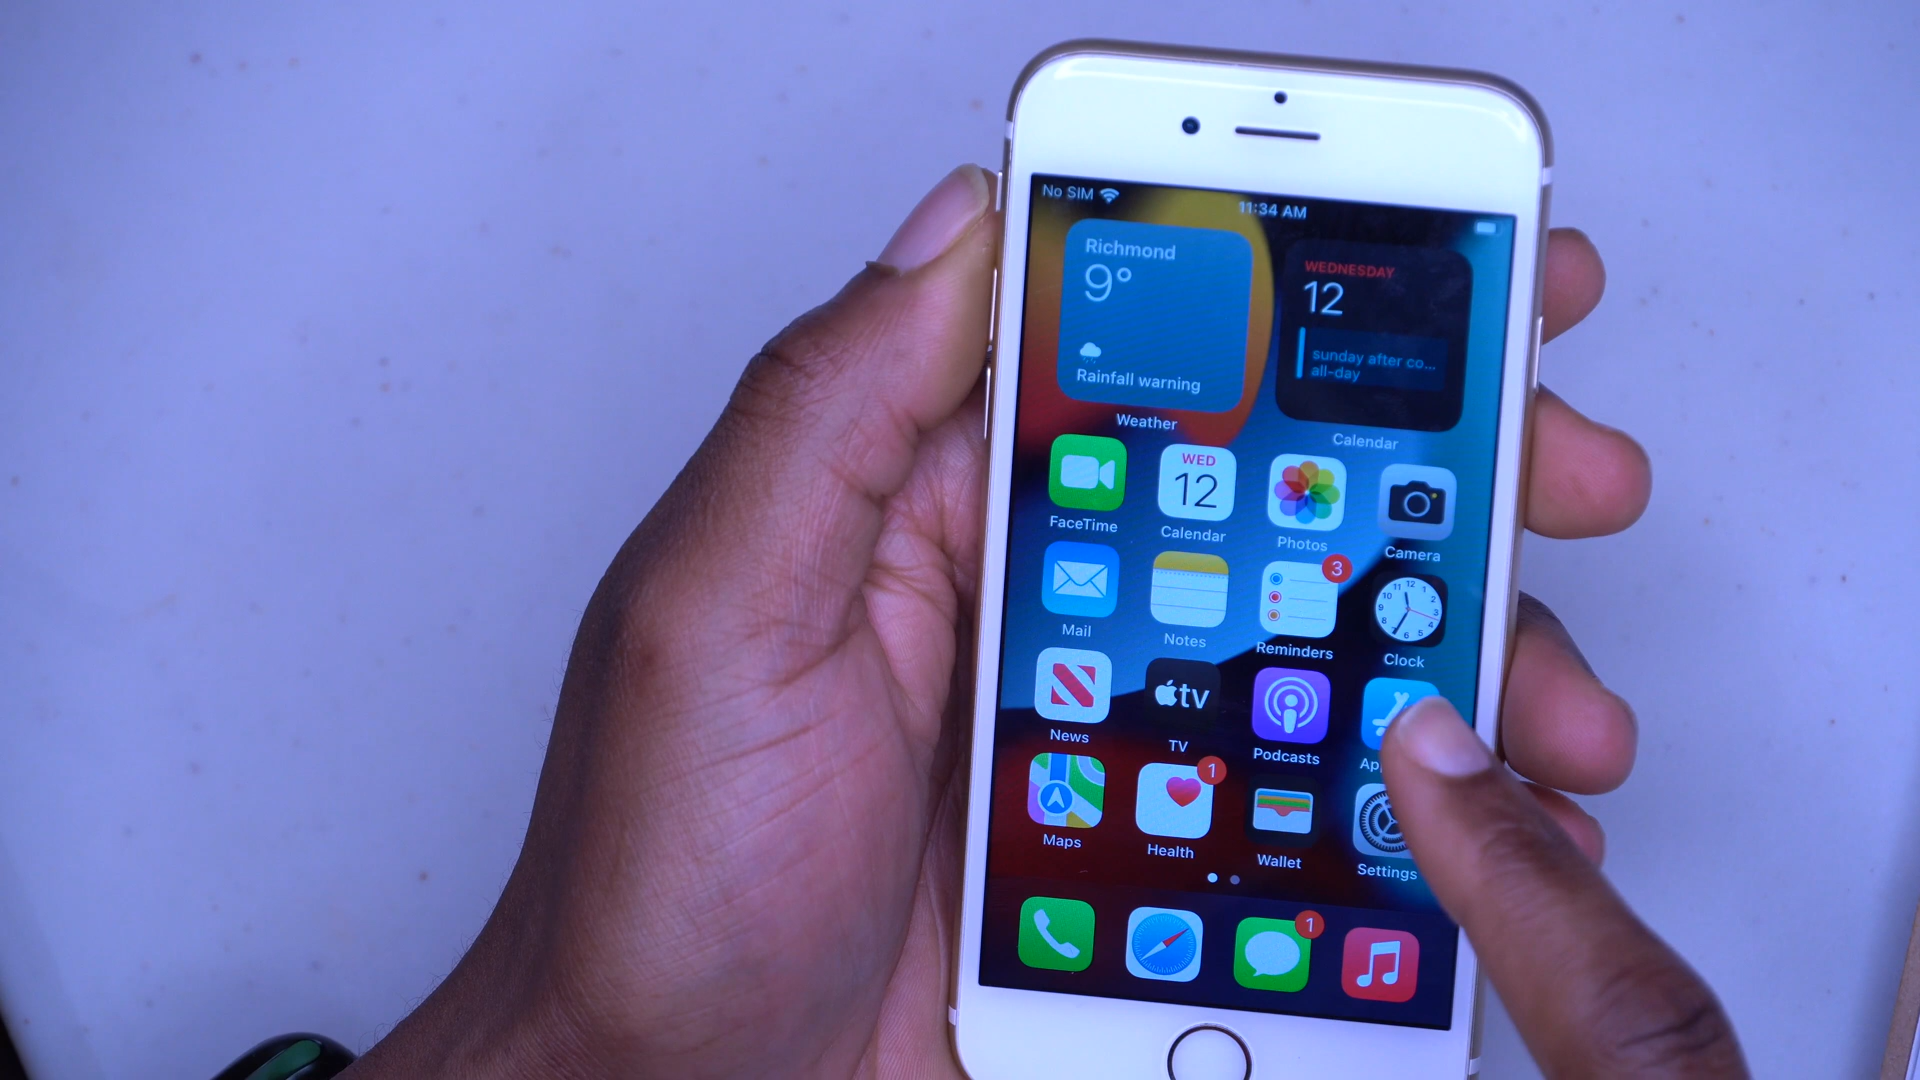 No SIM
11:34 AM
Richmond
9°
Rainfall warning
Weather
WEDNESDAY
12
sunday after co...
all-day
Calendar
FaceTime
WED
12
Calendar
Photos
Camera
Mail
Notes
3
Reminders
Clock
News
tv
TV
Podcasts
Ap
Maps
1
Health
Wallet
Settings
1